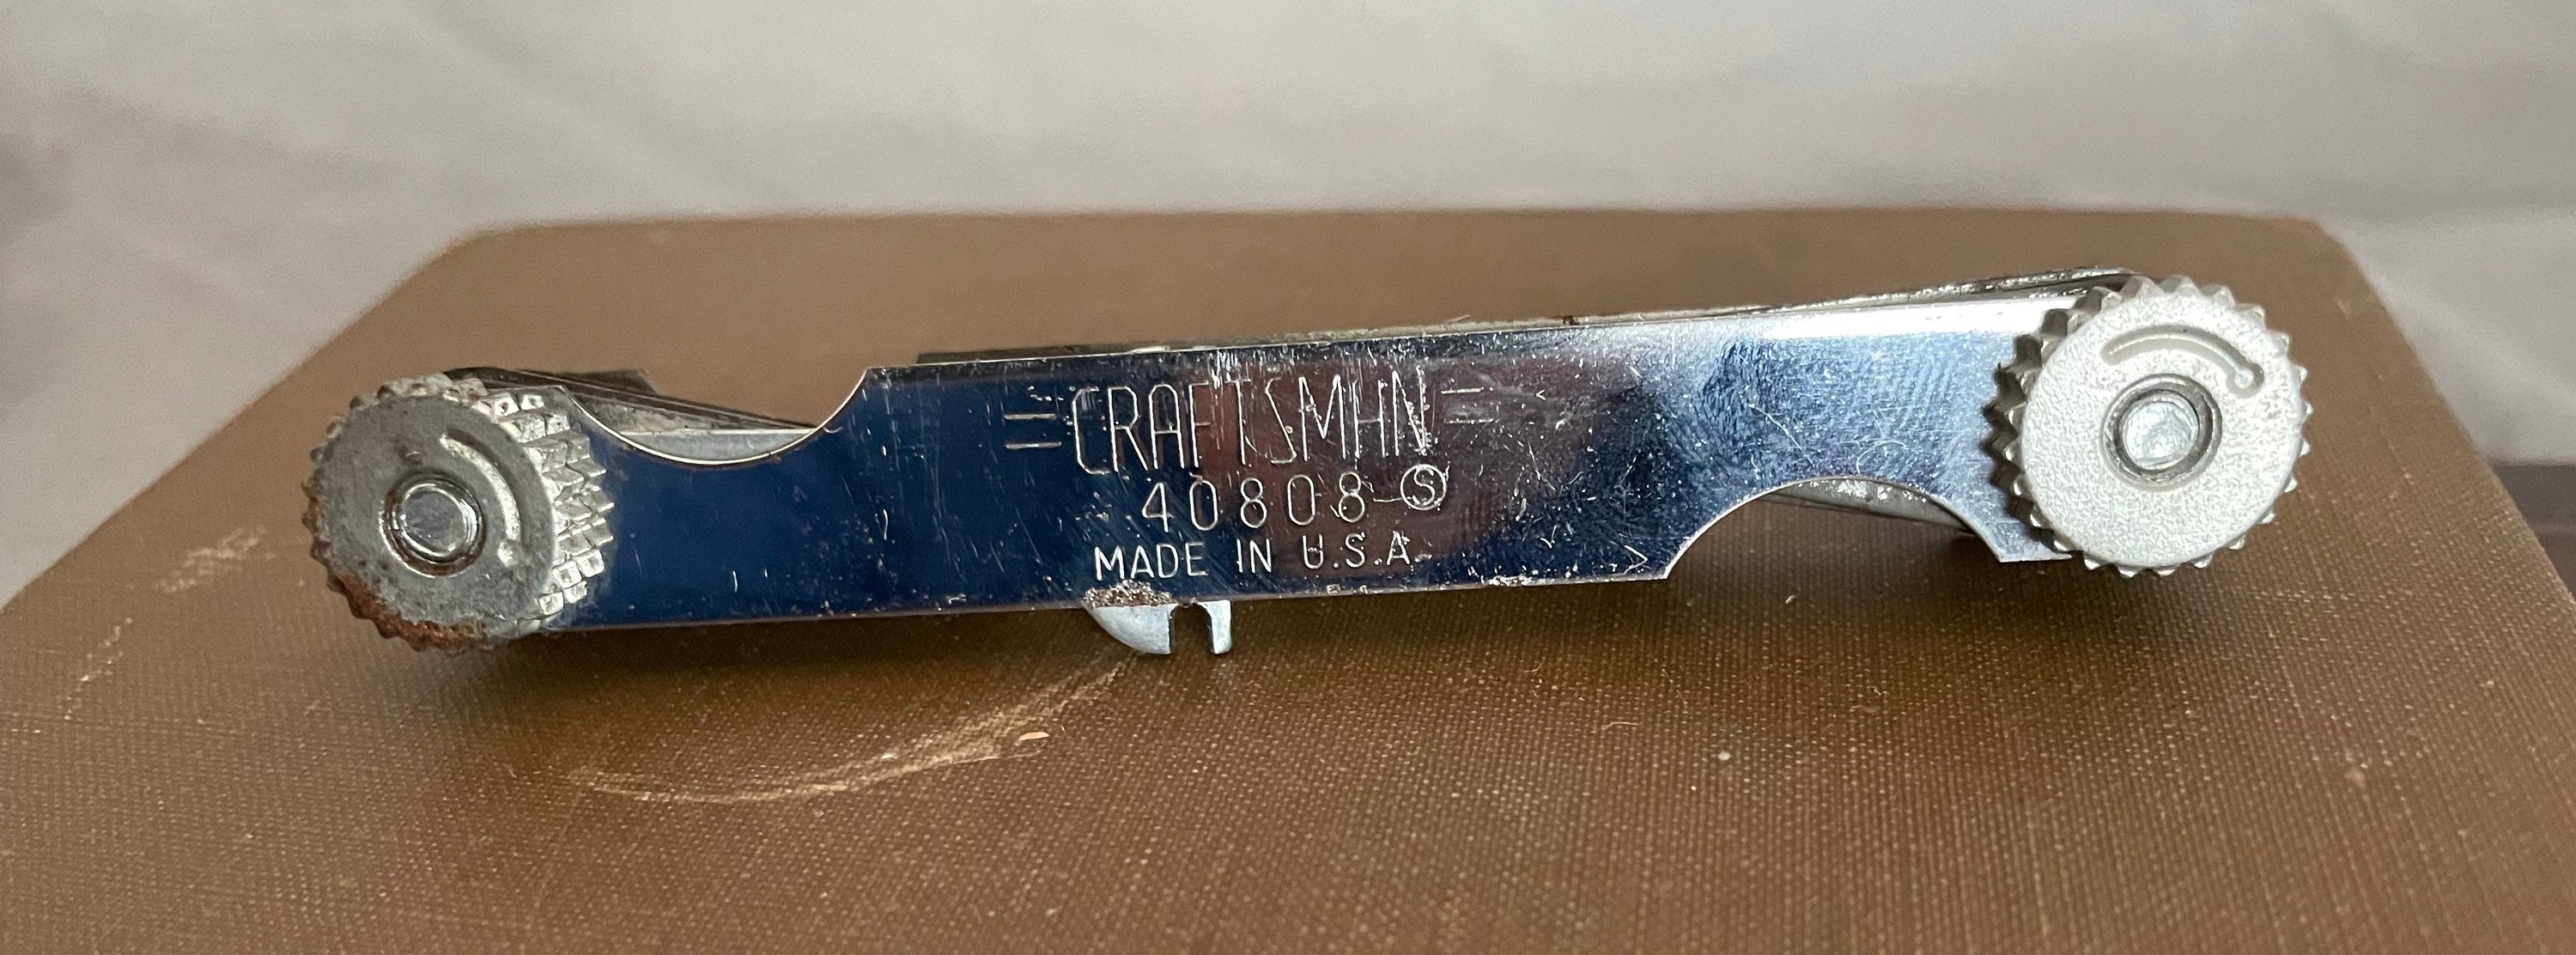 =CRAFTSMAN=
40808-Ⓢ
MADE IN U.S.A.